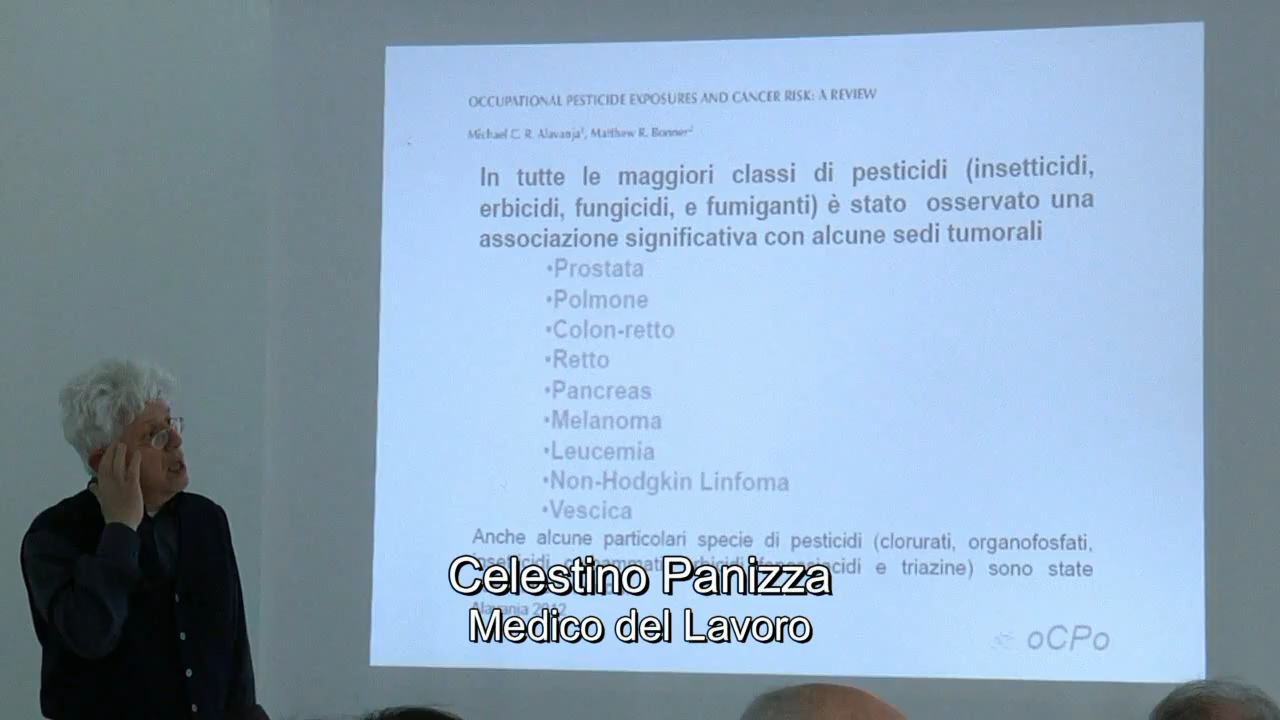 OCCUPATIONAL PESTICIDE EXPOSURES AND CANCER RISK: A REVIEW
Michael C. R. Alavanja¹, Matthew R. Bonner²
In tutte le maggiori classi di pesticidi (insetticidi,
erbicidi, fungicidi, e fumiganti) è stato osservato una
associazione significativa con alcune sedi tumorali
•Prostata
•Polmone
•Colon-retto
•Retto
•Pancreas
•Melanoma
•Leucemia
•Non-Hodgkin Linfoma
•Vescica
Anche alcune particolari specie di pesticidi (clorurati, organofosfati,
e triazine) sono state
Celestino Panizza
Alavanja 2012
Medico del Lavoro
oCPo